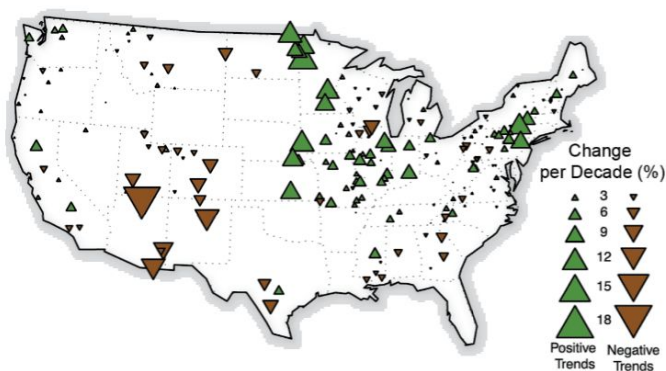 Change
per Decade (%)
3
6
9
12
15
18
Positive Negative
Trends Trends